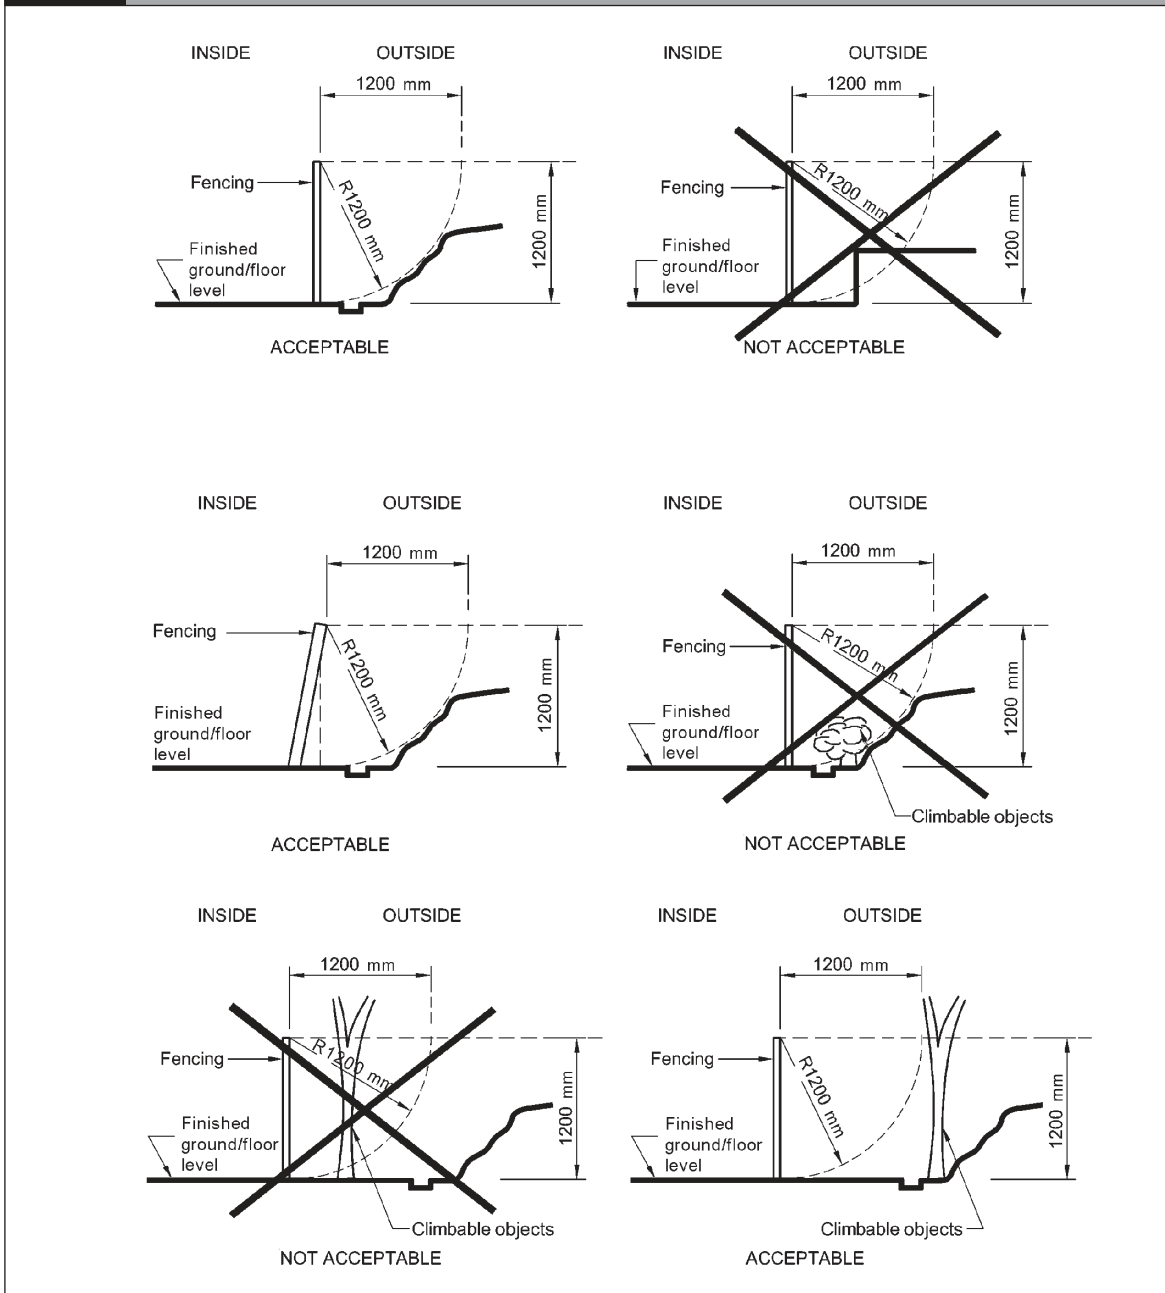 INSIDE OUTSIDE
1200 mm
Fencing
R1200 mm
1200 mm
Finished
ground/floor
level
ACCEPTABLE
INSIDE OUTSIDE
1200 mm
Fencing
R1200 mm
1200 mm
Finished
ground/floor
level
NOT ACCEPTABLE
INSIDE OUTSIDE
1200 mm
Fencing
R1200 mm
1200 mm
Finished
ground/floor
level
ACCEPTABLE
INSIDE OUTSIDE
1200 mm
Fencing
R1200 mm
1200 mm
Finished
ground/floor
level
Climbable objects
NOT ACCEPTABLE
INSIDE OUTSIDE
1200 mm
Fencing
R1200 mm
1200 mm
Finished
ground/floor
level
Climbable objects
NOT ACCEPTABLE
INSIDE OUTSIDE
1200 mm
Fencing
R1200 mm
1200 mm
Finished
ground/floor
level
Climbable objects
ACCEPTABLE